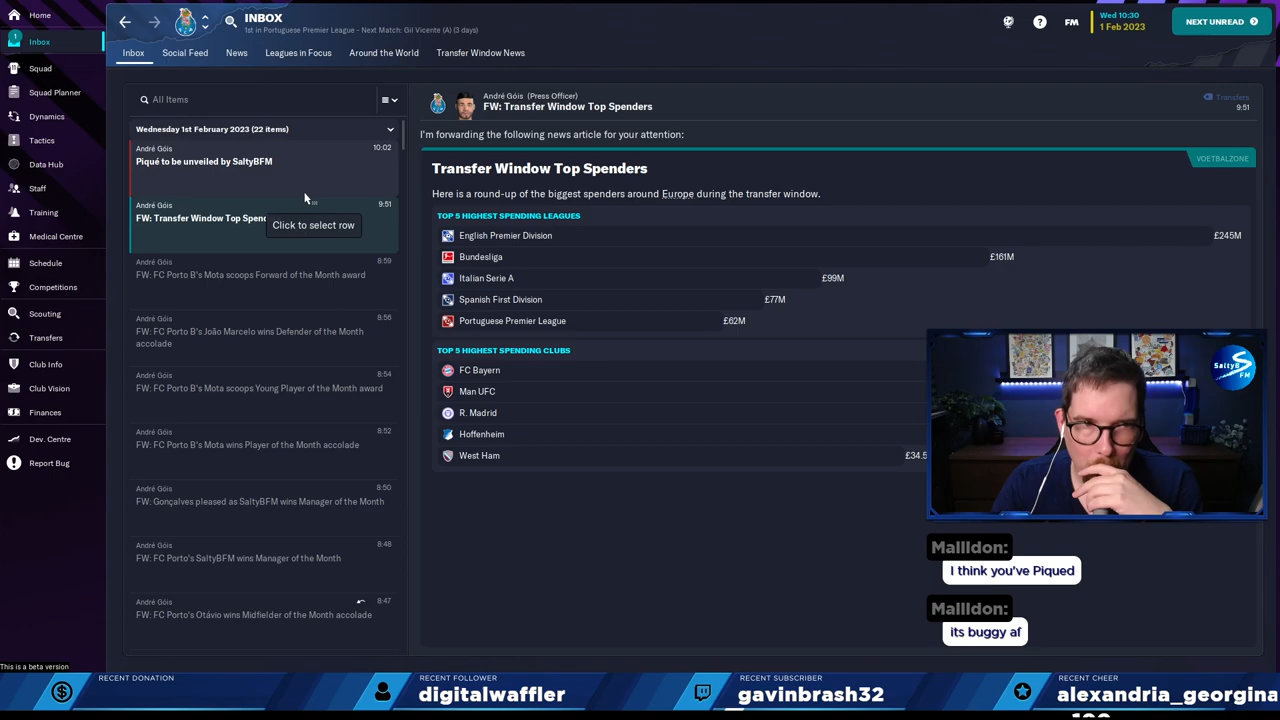 Home
1
Inbox
Squad
Squad Planner
Dynamics
Tactics
Data Hub
Staff
Training
Medical Centre
Schedule
Competitions
Scouting
Transfers
Club Info
Club Vision
Finances
Dev. Centre
Report Bug
This is a beta version
INBOX
1st in Portuguese Premier League - Next Match: Gil Vicente (A) (3 days)
FM
Wed 10:30
1 Feb 2023
NEXT UNREAD
Inbox
Social Feed
News
Leagues in Focus
Around the World
Transfer Window News
All Items
Wednesday 1st February 2023 (22 items)
André Góis
10:02
Piqué to be unveiled by SaltyBFM
André Góis
9:51
FW: Transfer Window Top Spend
Click to select row
André Góis
8:59
FW: FC Porto B's Mota scoops Forward of the Month award
André Góis
8:56
FW: FC Porto B's João Marcelo wins Defender of the Month
accolade
André Góis
8:54
FW: FC Porto B's Mota scoops Young Player of the Month award
André Góis
8:52
FW: FC Porto B's Mota wins Player of the Month accolade
André Góis
8:50
FW: Gonçalves pleased as SaltyBFM wins Manager of the Month
André Góis
8:48
FW: FC Porto's SaltyBFM wins Manager of the Month
André Góis
8:47
FW: FC Porto's Otávio wins Midfielder of the Month accolade
André Góis (Press Officer)
FW: Transfer Window Top Spenders
Transfers
9:51
I'm forwarding the following news article for your attention:
VOETBALZONE
Transfer Window Top Spenders
Here is a round-up of the biggest spenders around Europe during the transfer window.
TOP 5 HIGHEST SPENDING LEAGUES
English Premier Division £245M
Bundesliga £161M
Italian Serie A £99M
Spanish First Division £77M
Portuguese Premier League £62M
TOP 5 HIGHEST SPENDING CLUBS
FC Bayern
Man UFC
R. Madrid
Hoffenheim
West Ham £34.5
SaltyB
FM
Mallldon:
I think you've Piqued
Mallldon:
its buggy af
RECENT DONATION
RECENT FOLLOWER
digitalwaffler
RECENT SUBSCRIBER
gavinbrash32
RECENT CHEER
alexandria_georgina